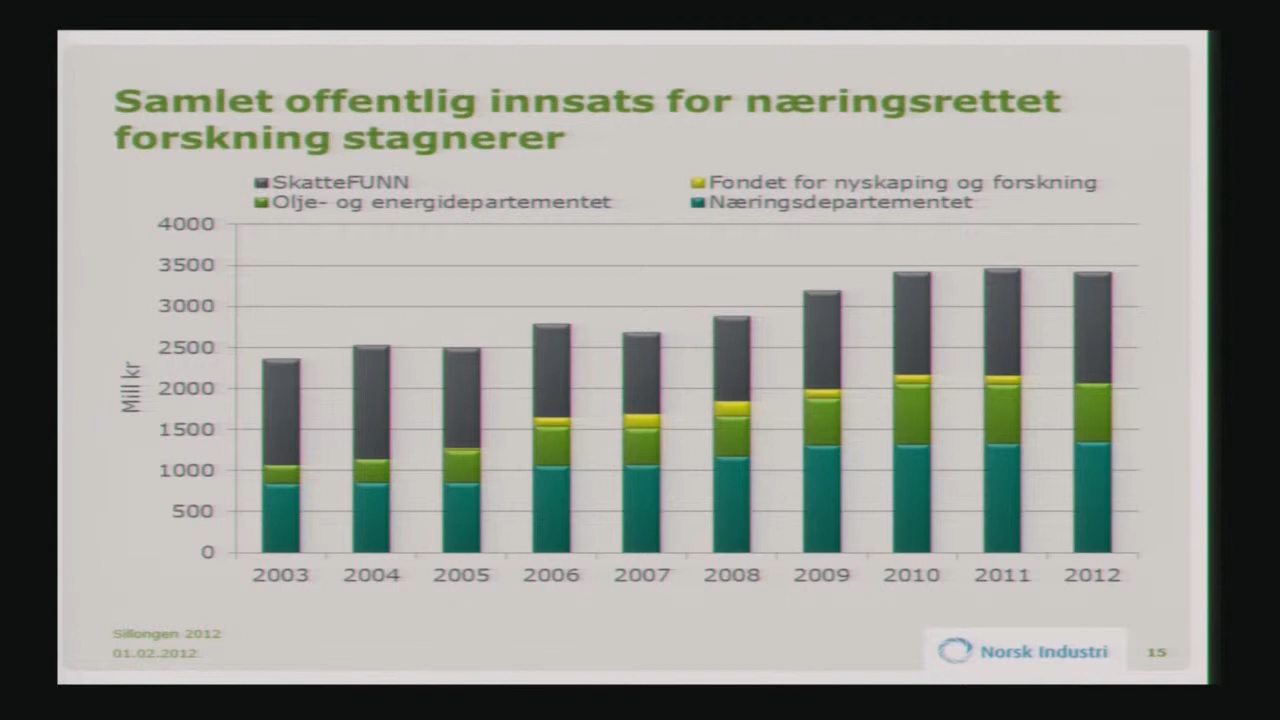 Samlet offentlig innsats for næringsrettet
forskning stagnerer
SkatteFUNN
Fondet for nyskaping og forskning
Olje- og energidepartementet
Næringsdepartementet
4000
3500
3000
2500
2000
1500
1000
500
0
Mill kr
2003 2004 2005 2006 2007 2008 2009 2010 2011 2012
Sillongen 2012
01.02.2012
Norsk Industri
15